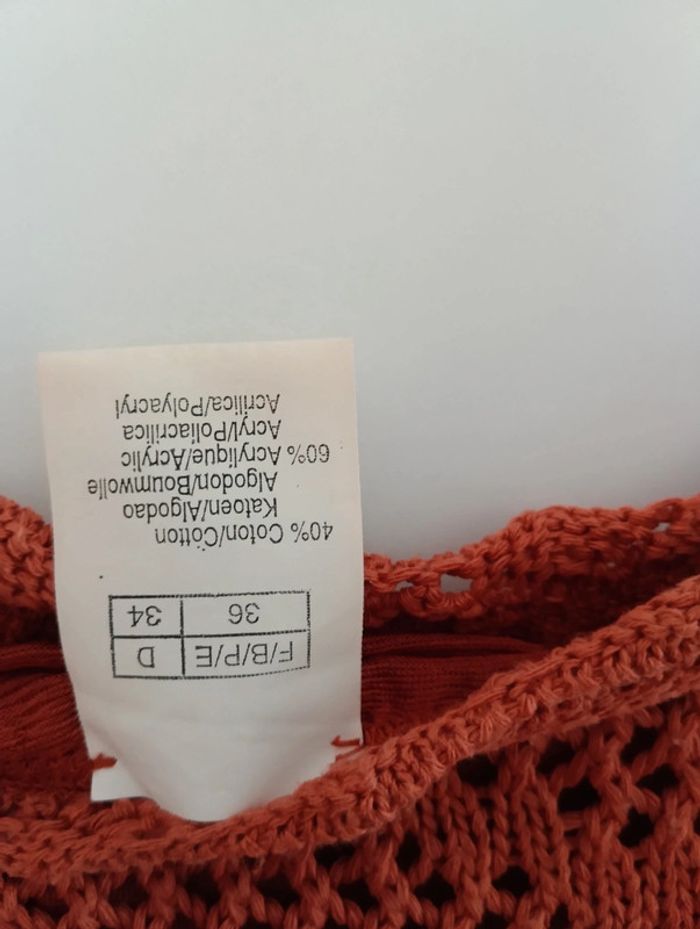 F/B/P/E D
36 34
40% Coton/Cotton
Katoen/Algodao
Algodon/Boumwolle
60% Acrylique/Acrylic
Acryl/Poliacrilica
Acrilica/Polyacryl